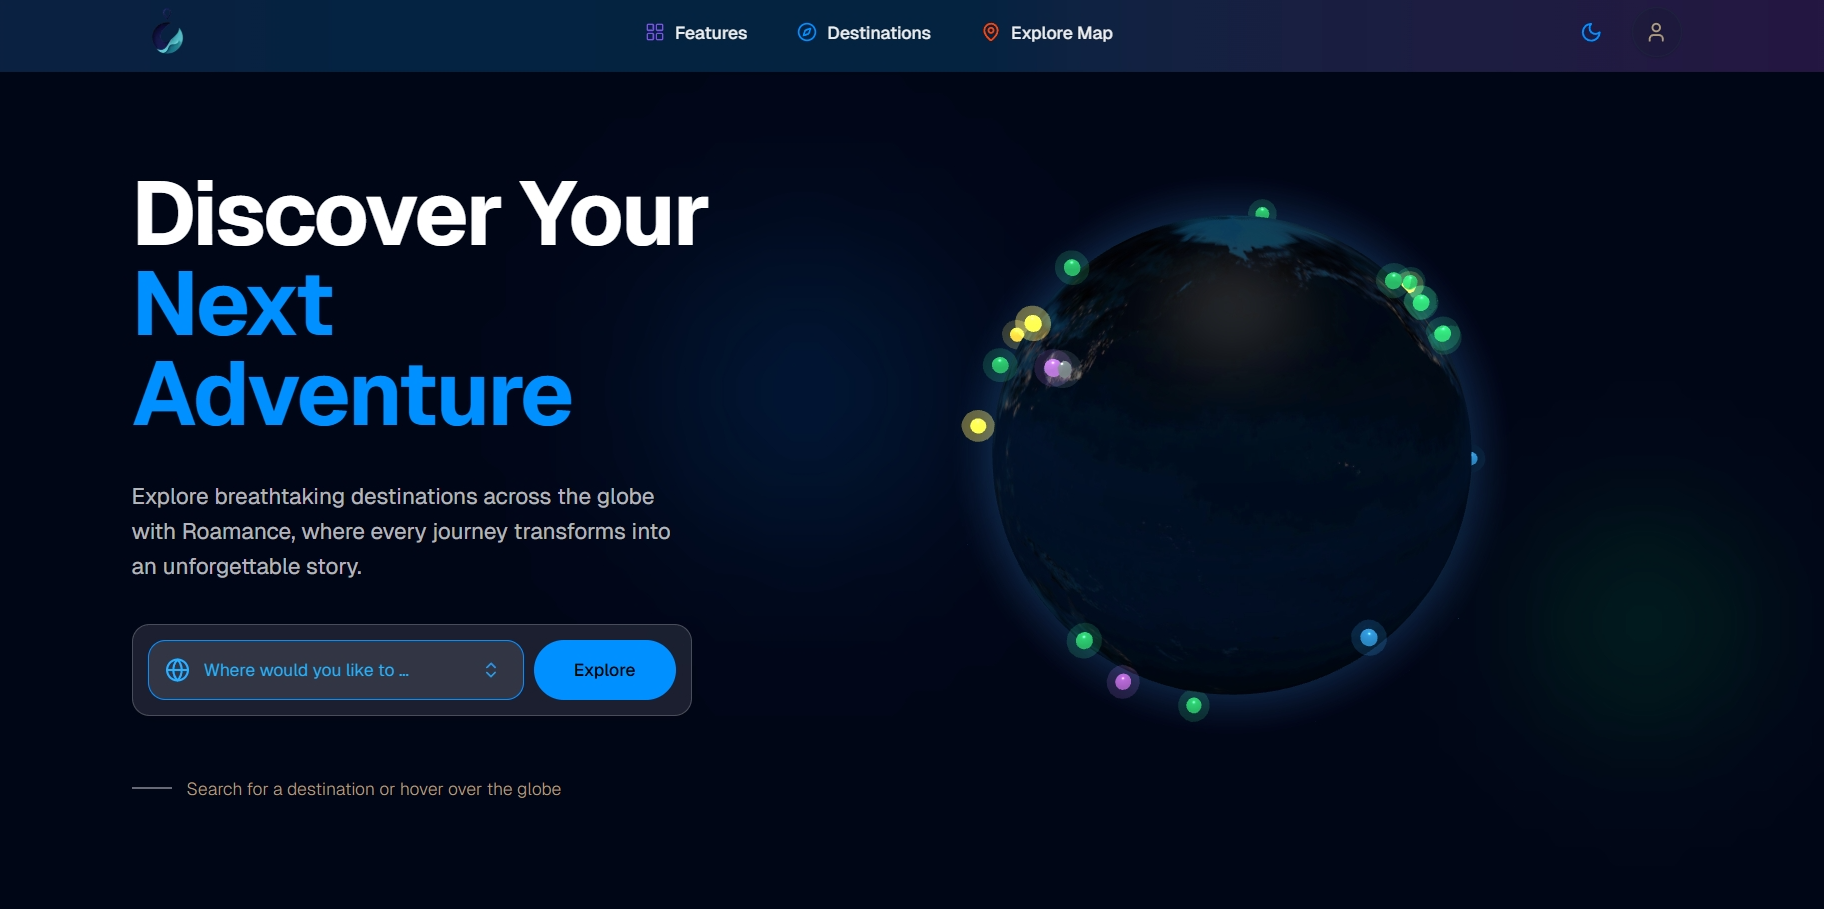 Features
Destinations
Explore Map
Discover Your
Next
Adventure
Explore breathtaking destinations across the globe
with Roamance, where every journey transforms into
an unforgettable story.
Where would you like to ...
Explore
Search for a destination or hover over the globe